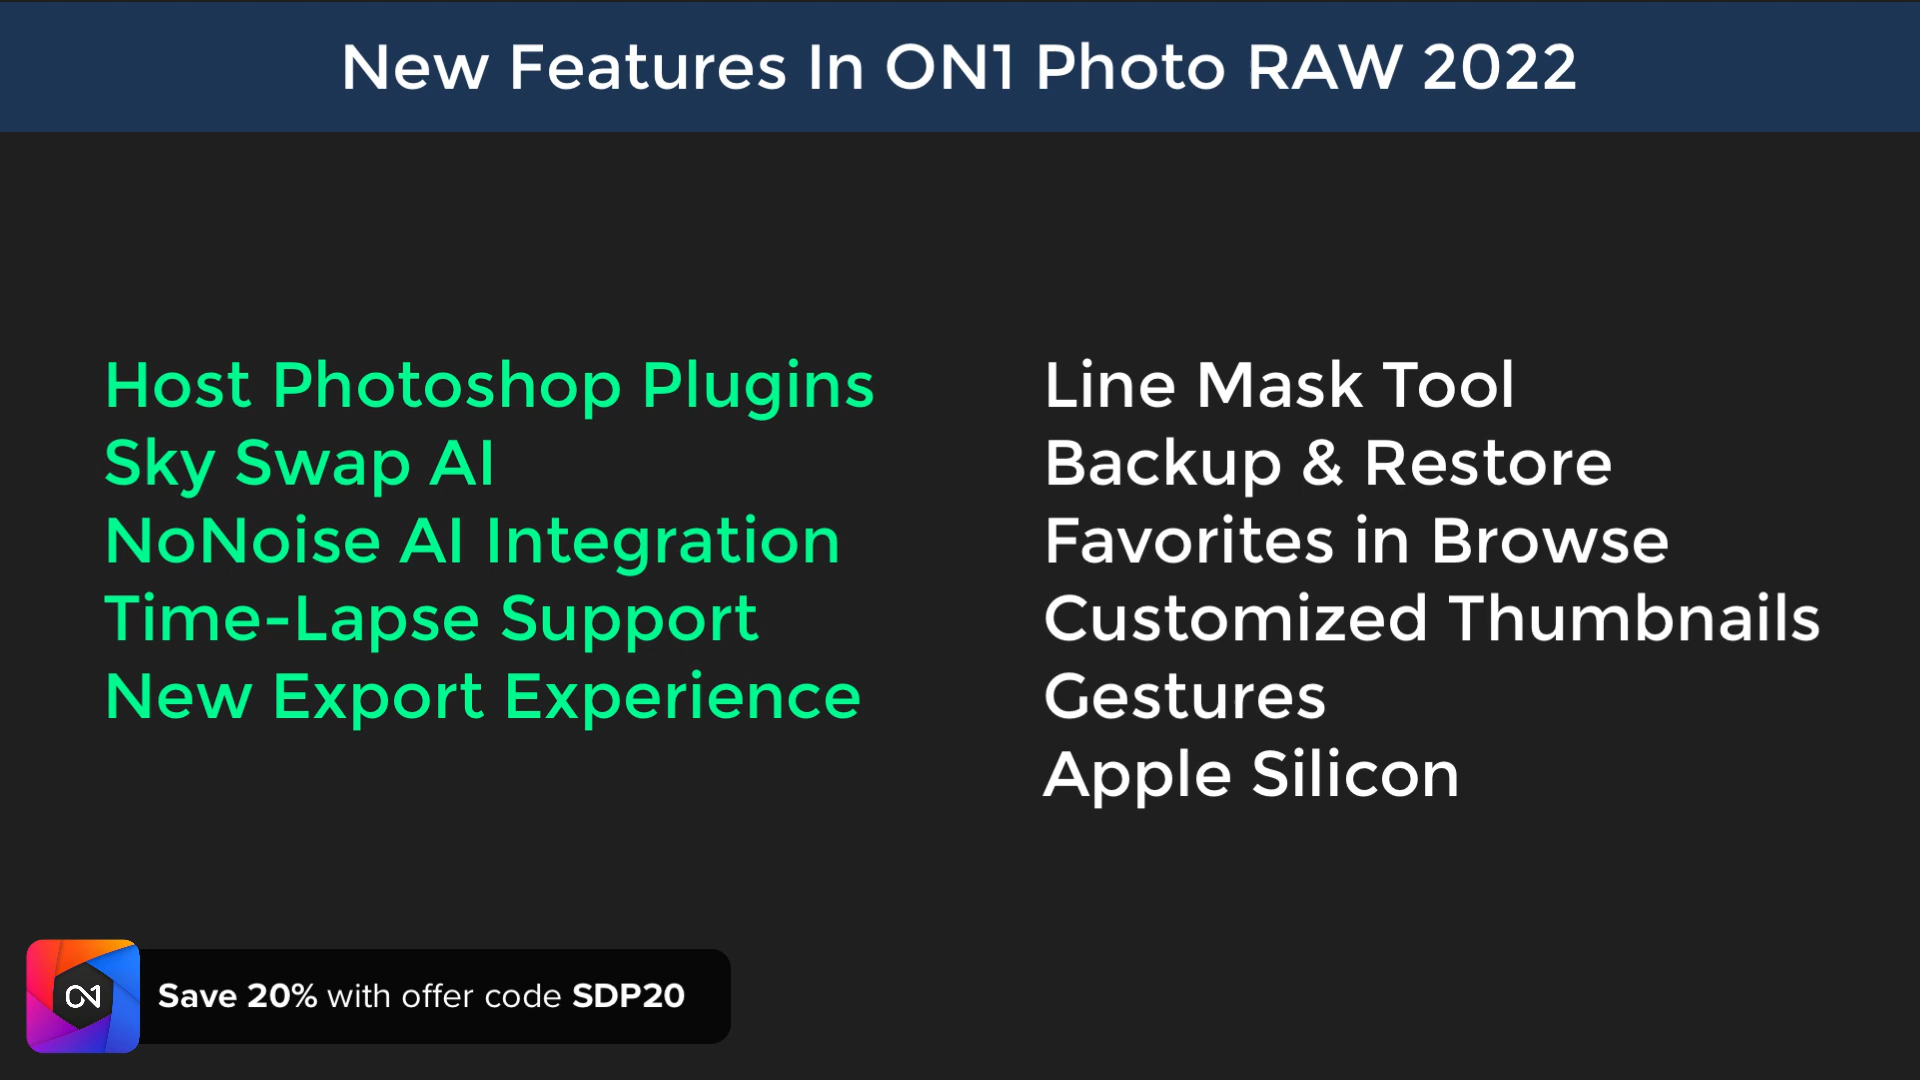 New Features In ON1 Photo RAW 2022
Host Photoshop Plugins
Sky Swap AI
NoNoise AI Integration
Time-Lapse Support
New Export Experience
Line Mask Tool
Backup & Restore
Favorites in Browse
Customized Thumbnails
Gestures
Apple Silicon
ON1
Save 20% with offer code SDP20